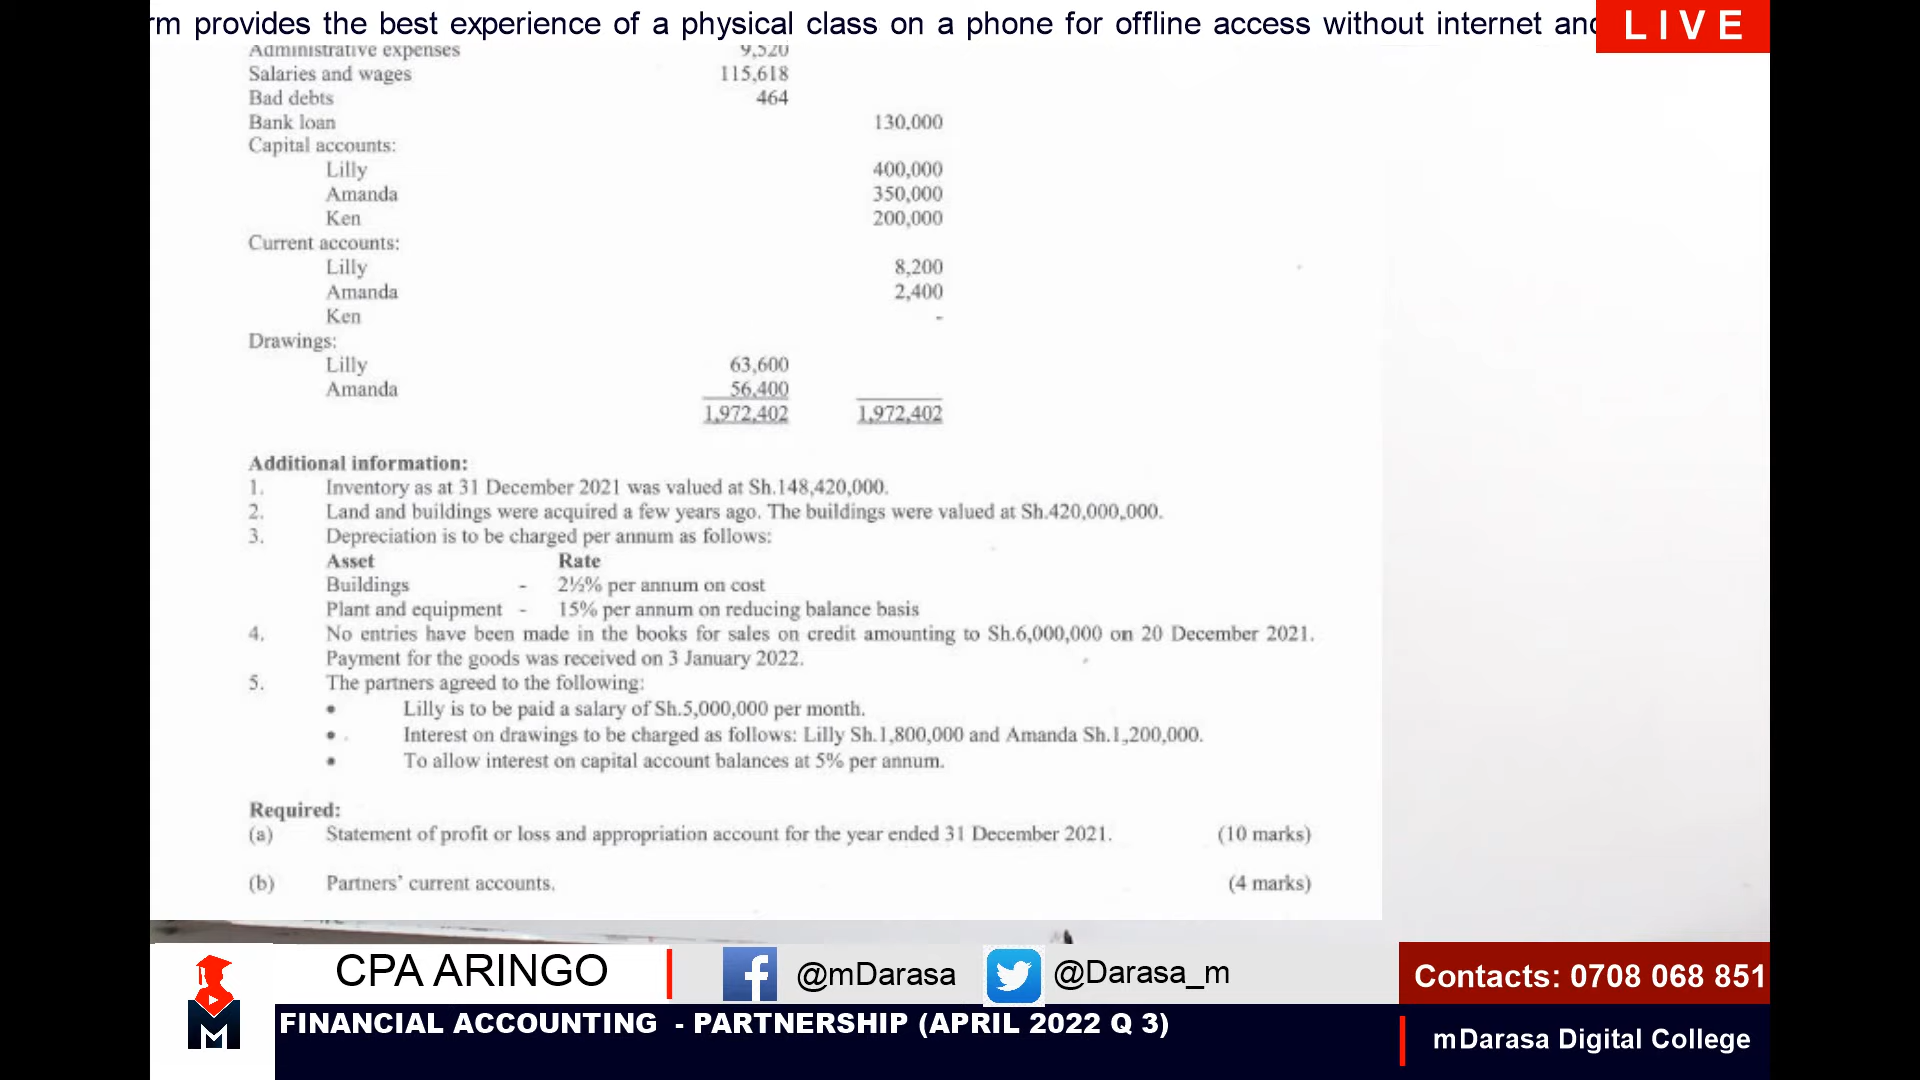 rm provides the best experience of a physical class on a phone for offline access without internet and
LIVE
Administrative expenses 9,520
Salaries and wages 115,618
Bad debts 464
Bank loan 130,000
Capital accounts:
Lilly 400,000
Amanda 350,000
Ken 200,000
Current accounts:
Lilly 8,200
Amanda 2,400
Ken -
Drawings:
Lilly 63,600
Amanda 56,400
1,972,402 1,972,402
Additional information:
1. Inventory as at 31 December 2021 was valued at Sh.148,420,000.
2. Land and buildings were acquired a few years ago. The buildings were valued at Sh.420,000,000.
3. Depreciation is to be charged per annum as follows:
Asset Rate
Buildings - 2½% per annum on cost
Plant and equipment - 15% per annum on reducing balance basis
4. No entries have been made in the books for sales on credit amounting to Sh.6,000,000 on 20 December 2021.
Payment for the goods was received on 3 January 2022.
5. The partners agreed to the following:
• Lilly is to be paid a salary of Sh.5,000,000 per month.
• Interest on drawings to be charged as follows: Lilly Sh.1,800,000 and Amanda Sh.1,200,000.
• To allow interest on capital account balances at 5% per annum.
Required:
(a) Statement of profit or loss and appropriation account for the year ended 31 December 2021. (10 marks)
(b) Partners' current accounts. (4 marks)
CPA ARINGO
@mDarasa
@Darasa_m
Contacts: 0708 068 851
M
FINANCIAL ACCOUNTING - PARTNERSHIP (APRIL 2022 Q 3)
mDarasa Digital College